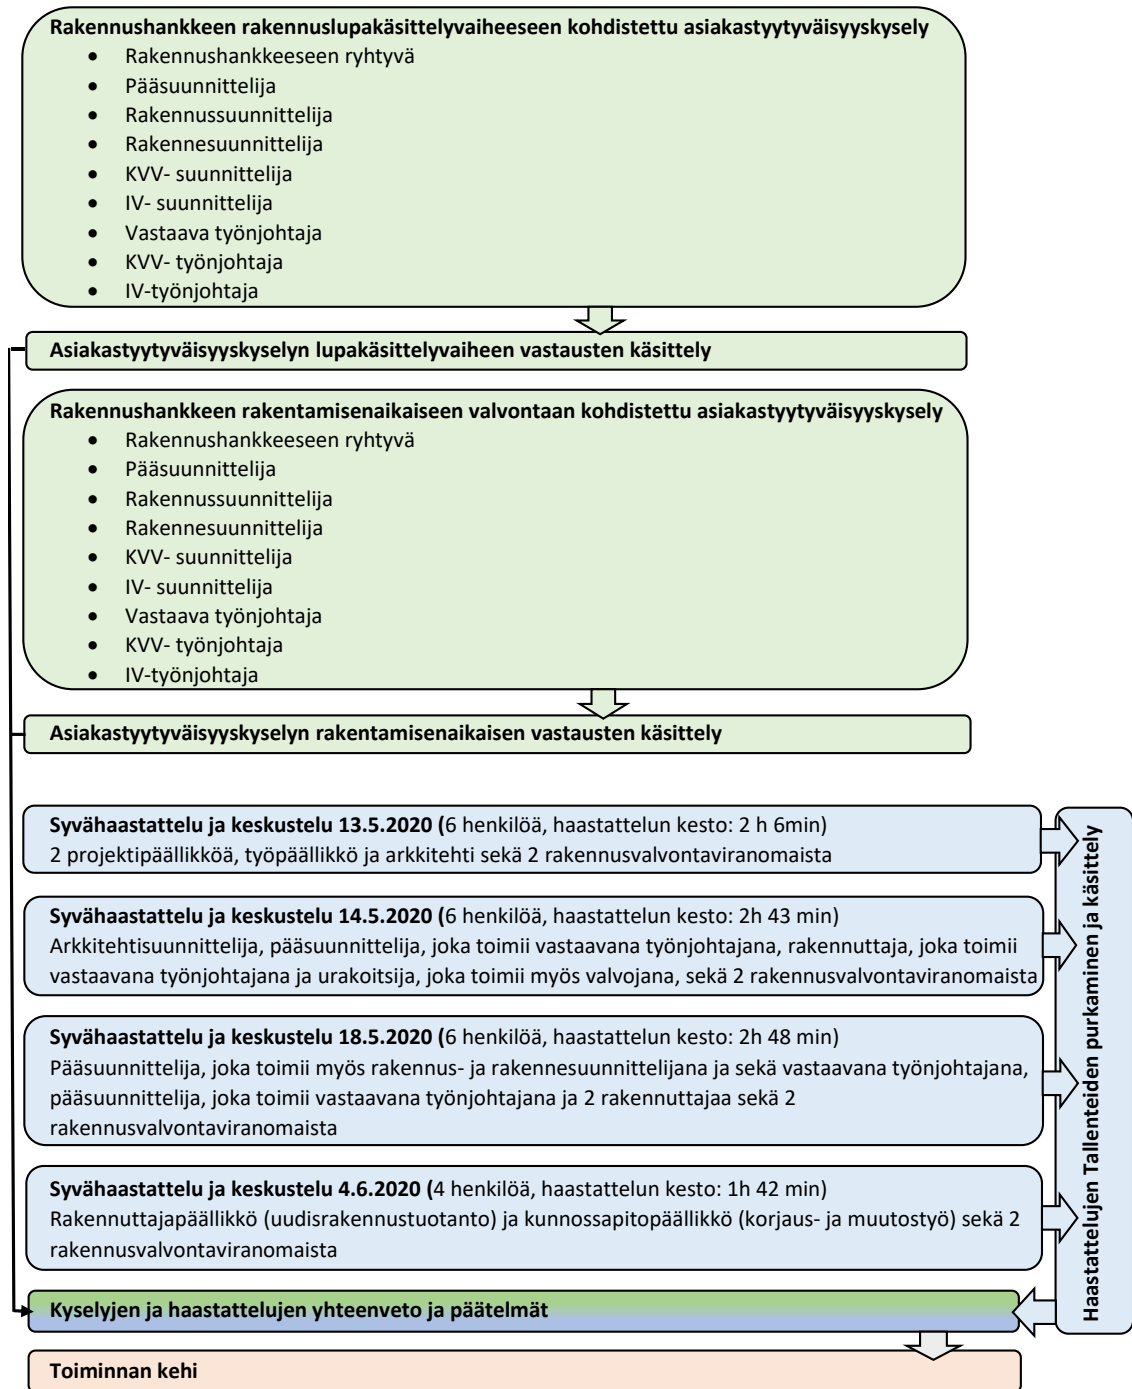 Rakennushankkeen rakennuslupakäsittelyvaiheeseen kohdistettu asiakastyytyväisyyskysely
• Rakennushankkeeseen ryhtyvä
• Pääsuunnittelija
• Rakennussuunnittelija
• Rakennesuunnittelija
• KVV- suunnittelija
• IV- suunnittelija
• Vastaava työnjohtaja
• KVV- työnjohtaja
• IV-työnjohtaja
Asiakastyytyväisyyskyselyn lupakäsittelyvaiheen vastausten käsittely
Rakennushankkeen rakentamisenaikaiseen valvontaan kohdistettu asiakastyytyväisyyskysely
• Rakennushankkeeseen ryhtyvä
• Pääsuunnittelija
• Rakennussuunnittelija
• Rakennesuunnittelija
• KVV- suunnittelija
• IV- suunnittelija
• Vastaava työnjohtaja
• KVV- työnjohtaja
• IV-työnjohtaja
Asiakastyytyväisyyskyselyn rakentamisenaikaisen vastausten käsittely
Syvähaastattelu ja keskustelu 13.5.2020 (6 henkilöä, haastattelun kesto: 2 h 6min)
2 projektipäällikköä, työpäällikkö ja arkkitehti sekä 2 rakennusvalvontaviranomaista
Syvähaastattelu ja keskustelu 14.5.2020 (6 henkilöä, haastattelun kesto: 2h 43 min)
Arkkitehtisuunnittelija, pääsuunnittelija, joka toimii vastaavana työnjohtajana, rakennuttaja, joka toimii
vastaavana työnjohtajana ja urakoitsija, joka toimii myös valvojana, sekä 2 rakennusvalvontaviranomaista
Syvähaastattelu ja keskustelu 18.5.2020 (6 henkilöä, haastattelun kesto: 2h 48 min)
Pääsuunnittelija, joka toimii myös rakennus- ja rakennesuunnittelijana ja sekä vastaavana työnjohtajana,
pääsuunnittelija, joka toimii vastaavana työnjohtajana ja 2 rakennuttajaa sekä 2
rakennusvalvontaviranomaista
Syvähaastattelu ja keskustelu 4.6.2020 (4 henkilöä, haastattelun kesto: 1h 42 min)
Rakennuttajapäällikkö (uudisrakennustuotanto) ja kunnossapitopäällikkö (korjaus- ja muutostyö) sekä 2
rakennusvalvontaviranomaista
Haastattelujen Tallenteiden purkaminen ja käsittely
Kyselyjen ja haastattelujen yhteenveto ja päätelmät
Toiminnan kehi